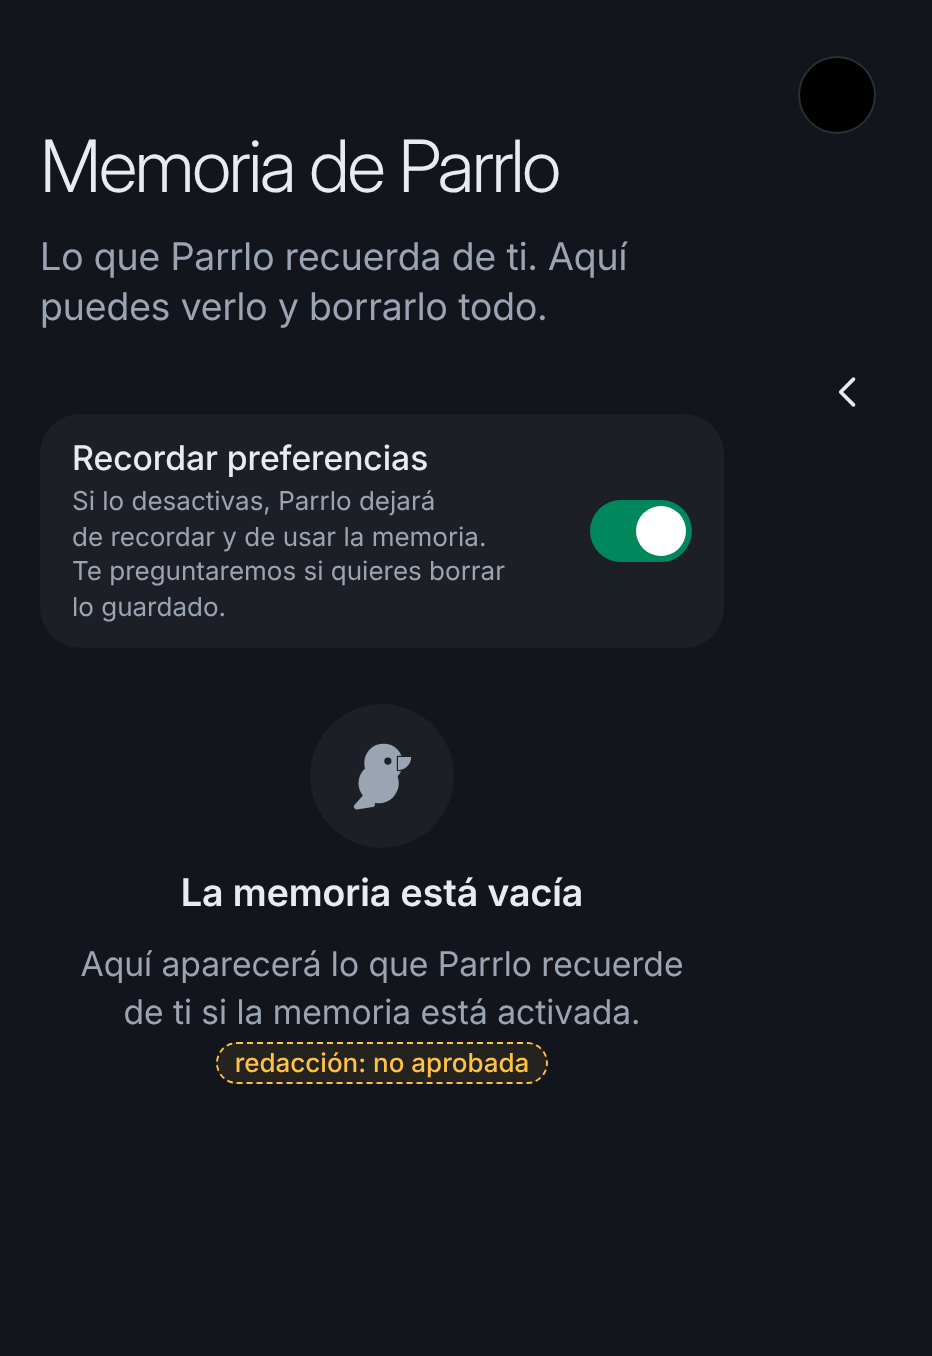 Memoria de Parrlo
Lo que Parrlo recuerda de ti. Aquí
puedes verlo y borrarlo todo.
Recordar preferencias
Si lo desactivas, Parrlo dejará
de recordar y de usar la memoria.
Te preguntaremos si quieres borrar
lo guardado.
La memoria está vacía
Aquí aparecerá lo que Parrlo recuerde
de ti si la memoria está activada.
redacción: no aprobada